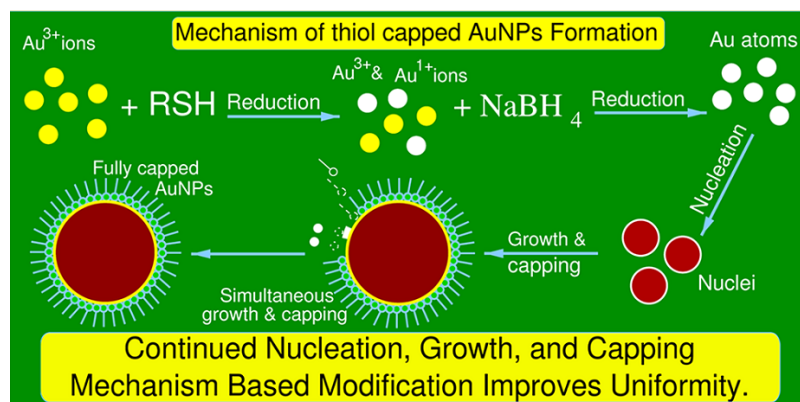 Mechanism of thiol capped AuNPs Formation
Au³⁺ions
+ RSH
Reduction
Au³⁺& Au¹⁺ions
+ NaBH₄
Reduction
Au atoms
Nucleation
Nuclei
Growth &
capping
Simultaneous
growth & capping
Fully capped
AuNPs
Continued Nucleation, Growth, and Capping
Mechanism Based Modification Improves Uniformity.